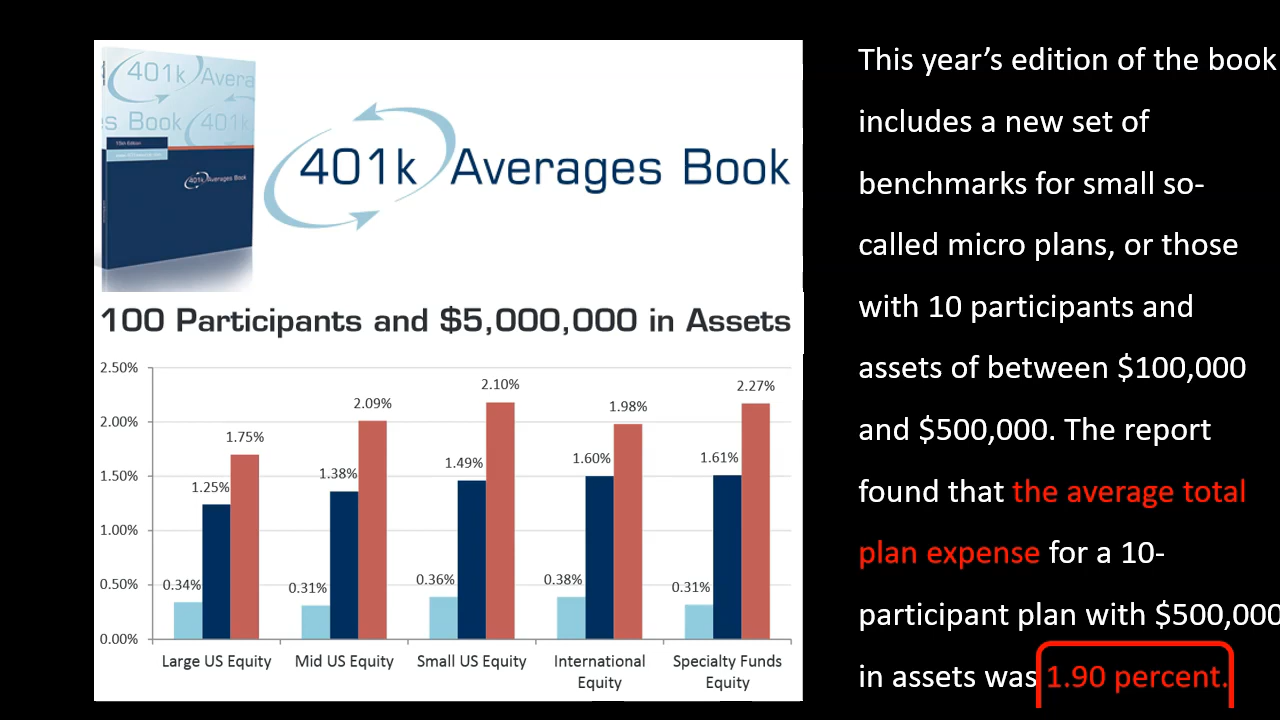 401k Avera
es Book 401k
15th Edition
401k Averages Book
401k Averages Book
100 Participants and $5,000,000 in Assets
2.50%
2.00%
1.50%
1.00%
0.50%
0.00%
0.34% 1.25% 1.75%
0.31% 1.38% 2.09%
0.36% 1.49% 2.10%
0.38% 1.60% 1.98%
0.31% 1.61% 2.27%
Large US Equity
Mid US Equity
Small US Equity
International
Equity
Specialty Funds
Equity
This year’s edition of the book
includes a new set of
benchmarks for small so-
called micro plans, or those
with 10 participants and
assets of between $100,000
and $500,000. The report
found that the average total
plan expense for a 10-
participant plan with $500,000
in assets was 1.90 percent.